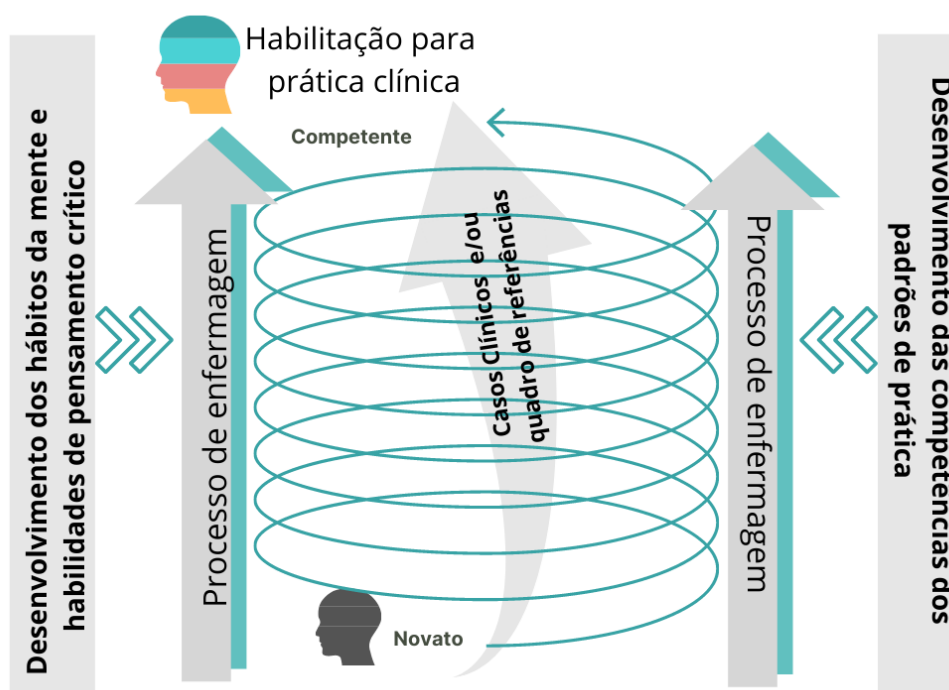 Habilitação para
prática clínica
Competente
Desenvolvimento dos hábitos da mente e
habilidades de pensamento crítico
Processo de enfermagem
Casos Clínicos e/ou
quadro de referências
Processo de enfermagem
Desenvolvimento das competências dos
padrões de prática
Novato